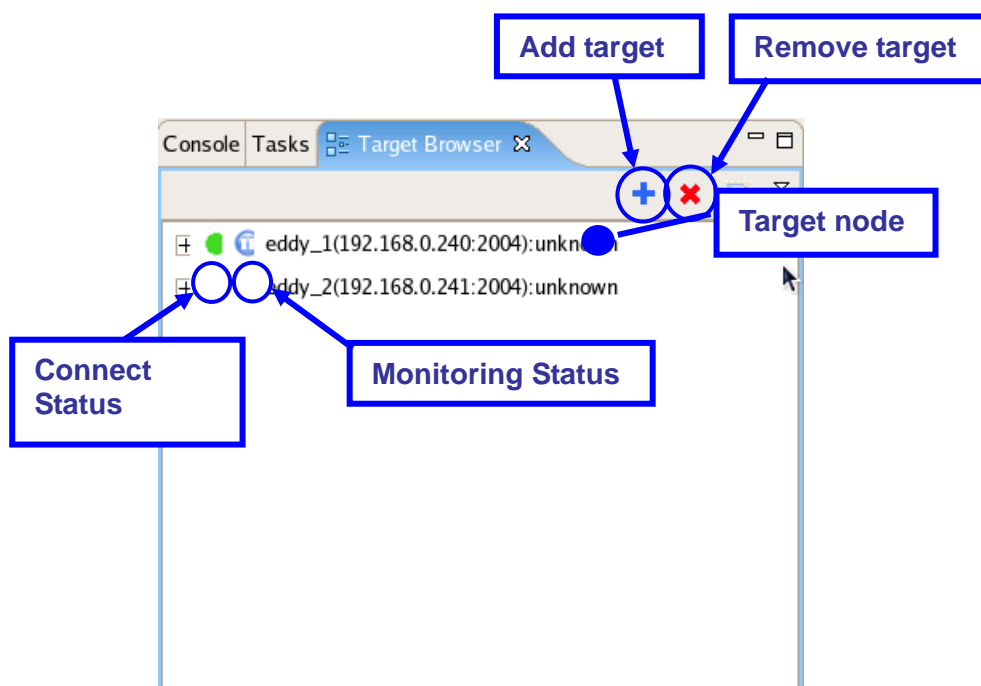 Add target
Remove target
Console Tasks Target Browser
Target node
eddy_1(192.168.0.240:2004):unknown
eddy_2(192.168.0.241:2004):unknown
Connect
Status
Monitoring Status